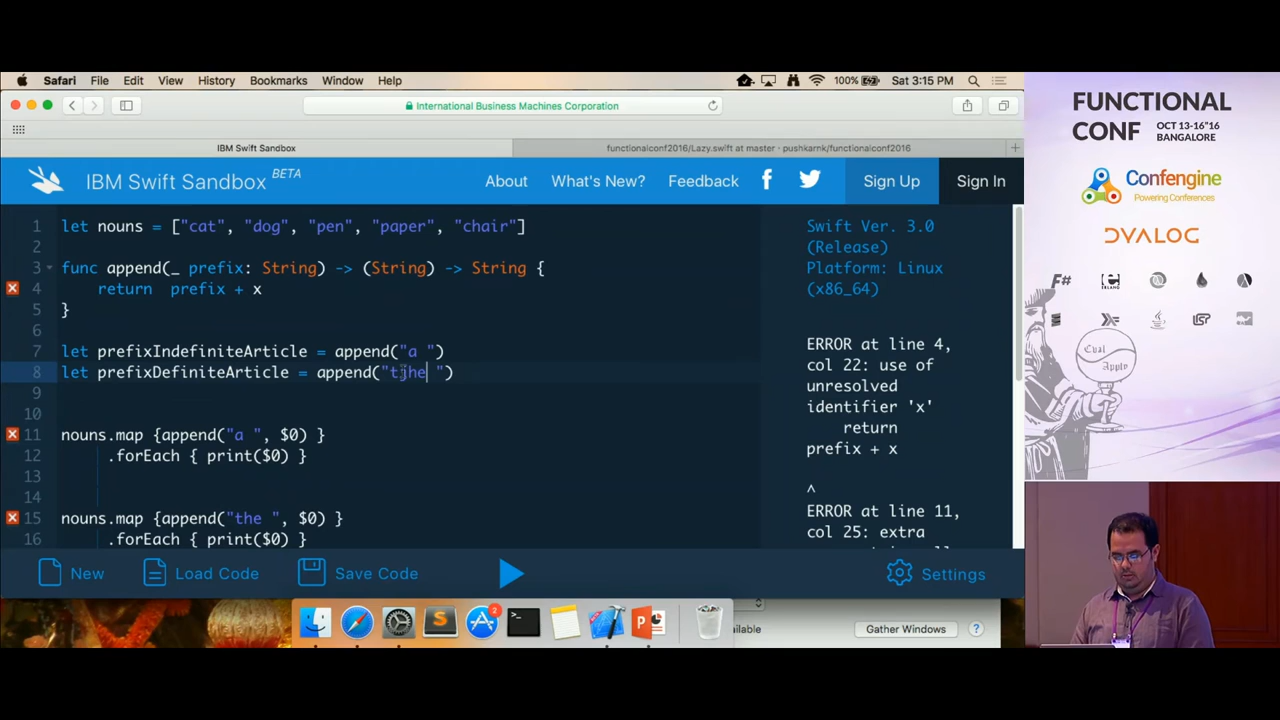 Safari File Edit View History Bookmarks Window Help 100% Sat 3:15 PM
International Business Machines Corporation
IBM Swift Sandbox functionalconf2016/Lazy.swift at master · pushkarnk/functionalconf2016
IBM Swift Sandbox BETA About What's New? Feedback Sign Up Sign In
1 let nouns = ["cat", "dog", "pen", "paper", "chair"]
2
3 func append(_ prefix: String) -> (String) -> String {
4 return prefix + x
5 }
6
7 let prefixIndefiniteArticle = append("a ")
8 let prefixDefiniteArticle = append("the ")
9
10
11 nouns.map {append("a ", $0) }
12 .forEach { print($0) }
13
14
15 nouns.map {append("the ", $0) }
16 .forEach { print($0) }
Swift Ver. 3.0
(Release)
Platform: Linux
(x86_64)
ERROR at line 4,
col 22: use of
unresolved
identifier 'x'
return
prefix + x
^
ERROR at line 11,
col 25: extra
New Load Code Save Code Settings
2
ailable Gather Windows ?
FUNCTIONAL
CONF OCT 13-16"16
BANGALORE
Confengine
Powering Conferences
DYALOG
F# ERLANG
LISP
Eval
Apply